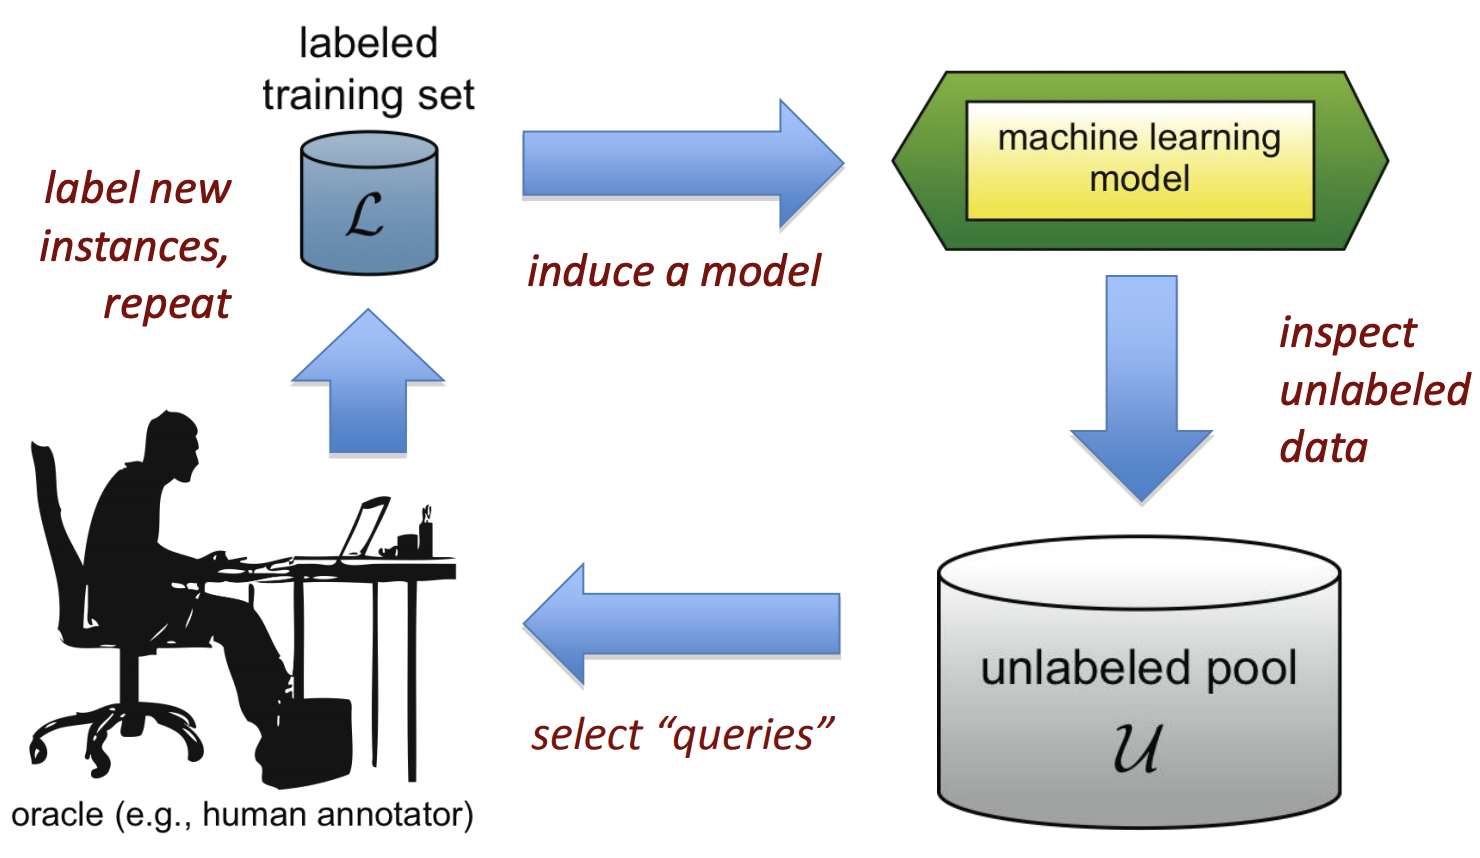 labeled
training set
ℒ
label new
instances,
repeat
induce a model
machine learning
model
inspect
unlabeled
data
unlabeled pool
𝒰
select “queries”
oracle (e.g., human annotator)